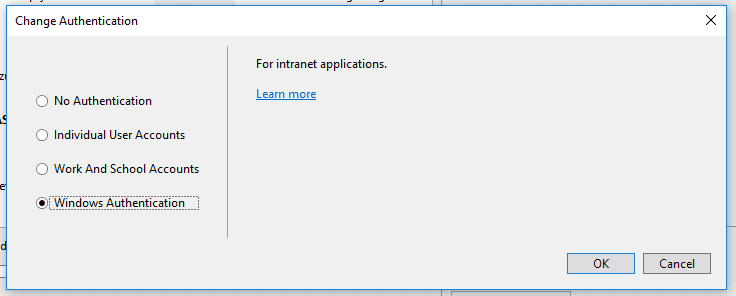 Change Authentication
For intranet applications.
Learn more
No Authentication
Individual User Accounts
Work And School Accounts
Windows Authentication
OK
Cancel